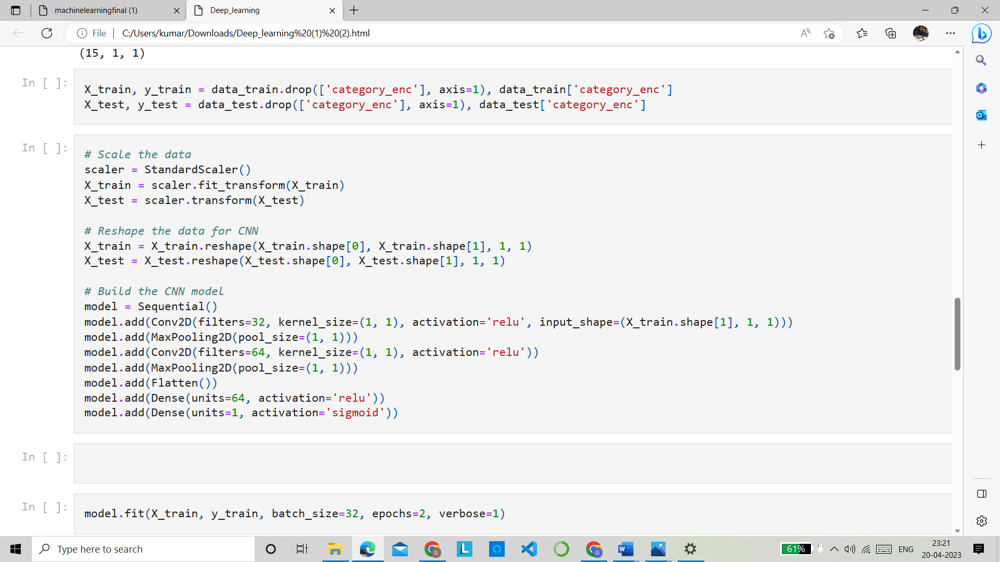 machinelearningfinal (1)
Deep_learning
File
C:/Users/kumar/Downloads/Deep_learning%20(1)%20(2).html
(15, 1, 1)
In [ ]:
X_train, y_train = data_train.drop(['category_enc'], axis=1), data_train['category_enc']
X_test, y_test = data_test.drop(['category_enc'], axis=1), data_test['category_enc']
In [ ]:
# Scale the data
scaler = StandardScaler()
X_train = scaler.fit_transform(X_train)
X_test = scaler.transform(X_test)
# Reshape the data for CNN
X_train = X_train.reshape(X_train.shape[0], X_train.shape[1], 1, 1)
X_test = X_test.reshape(X_test.shape[0], X_test.shape[1], 1, 1)
# Build the CNN model
model = Sequential()
model.add(Conv2D(filters=32, kernel_size=(1, 1), activation='relu', input_shape=(X_train.shape[1], 1, 1)))
model.add(MaxPooling2D(pool_size=(1, 1)))
model.add(Conv2D(filters=64, kernel_size=(1, 1), activation='relu'))
model.add(MaxPooling2D(pool_size=(1, 1)))
model.add(Flatten())
model.add(Dense(units=64, activation='relu'))
model.add(Dense(units=1, activation='sigmoid'))
In [ ]:
In [ ]:
model.fit(X_train, y_train, batch_size=32, epochs=2, verbose=1)
Type here to search
61%
ENG
23:21
20-04-2023